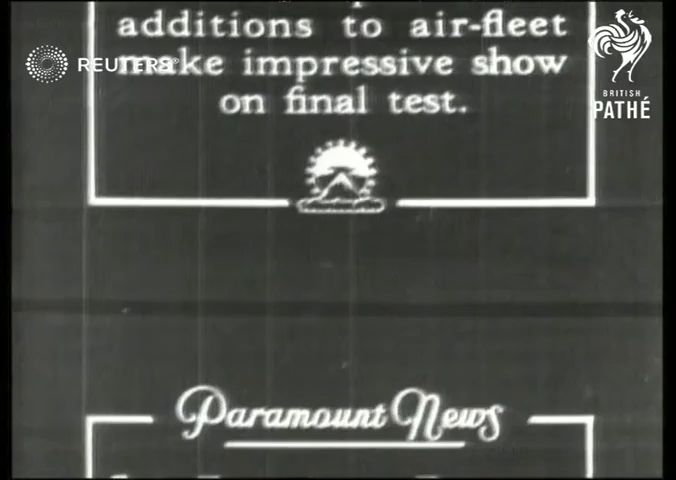 additions to air-fleet
make impressive show
on final test.
REUTERS
BRITISH
PATHÉ
Paramount News